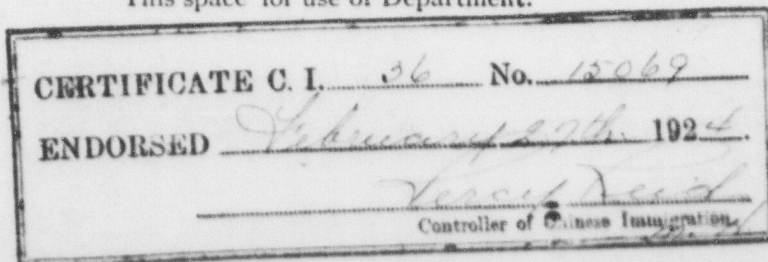 This space for use of Department.
CERTIFICATE C. I. 36 No. 15069
ENDORSED February 27th. 1924.
Percy Reid
Controller of Chinese Immigration